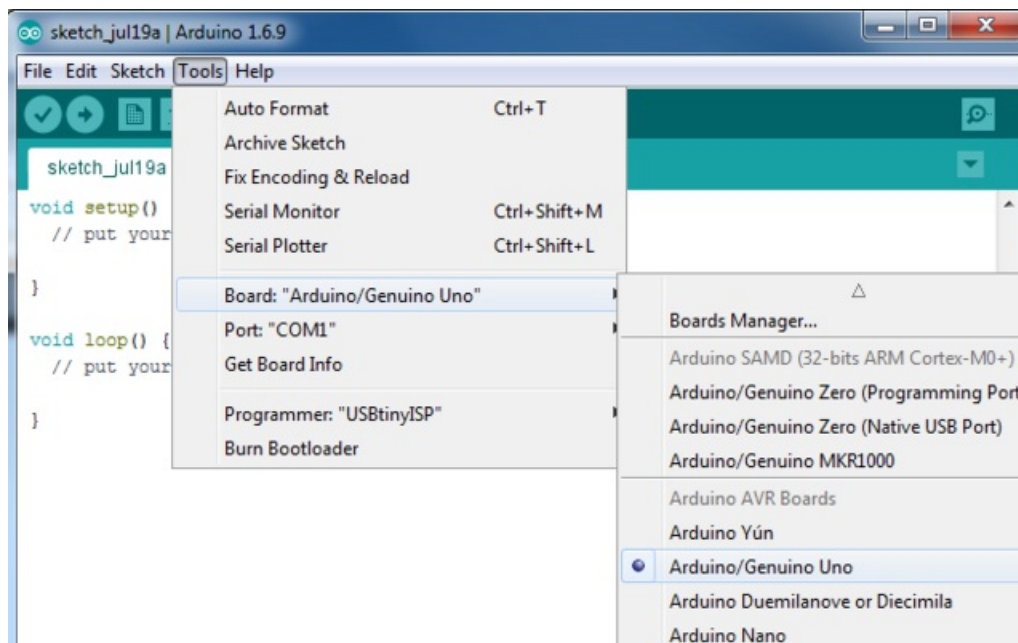 sketch_jul19a | Arduino 1.6.9
File Edit Sketch Tools Help
sketch_jul19a
void setup()
// put your
}
void loop() {
// put your
}
Auto Format Ctrl+T
Archive Sketch
Fix Encoding & Reload
Serial Monitor Ctrl+Shift+M
Serial Plotter Ctrl+Shift+L
Board: "Arduino/Genuino Uno"
Port: "COM1"
Get Board Info
Programmer: "USBtinyISP"
Burn Bootloader
Boards Manager...
Arduino SAMD (32-bits ARM Cortex-M0+)
Arduino/Genuino Zero (Programming Port
Arduino/Genuino Zero (Native USB Port)
Arduino/Genuino MKR1000
Arduino AVR Boards
Arduino Yún
Arduino/Genuino Uno
Arduino Duemilanove or Diecimila
Arduino Nano